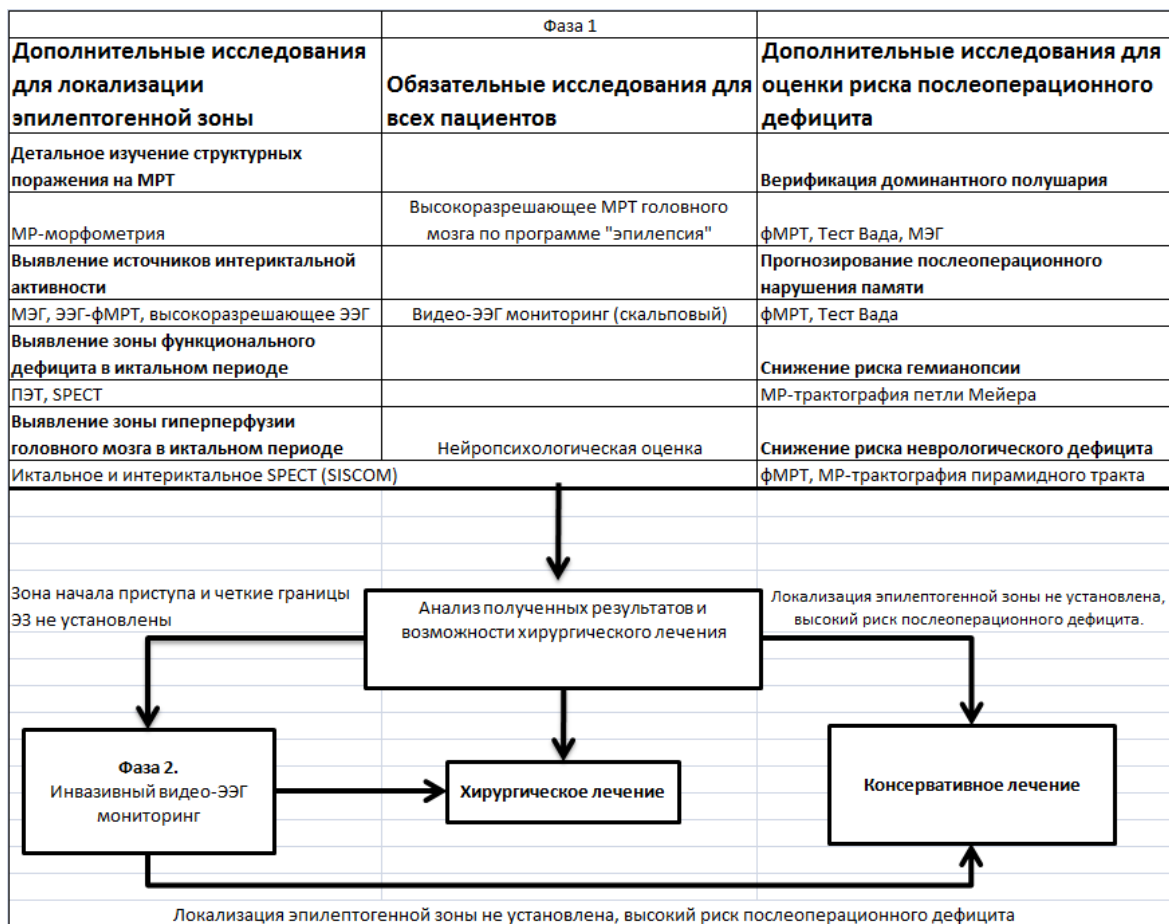 Фаза 1
Дополнительные исследования
для локализации
эпилептогенной зоны
Обязательные исследования для
всех пациентов
Дополнительные исследования для
оценки риска послеоперационного
дефицита
Детальное изучение структурных
поражения на МРТ
Верификация доминантного полушария
МР-морфометрия
Высокоразрешающее МРТ головного
мозга по программе "эпилепсия"
фМРТ, Тест Вада, МЭГ
Выявление источников интериктальной
активности
Прогнозирование послеоперационного
нарушения памяти
МЭГ, ЭЭГ-фМРТ, высокоразрешающее ЭЭГ
Видео-ЭЭГ мониторинг (скальповый)
фМРТ, Тест Вада
Выявление зоны функционального
дефицита в иктальном периоде
Снижение риска гемианопсии
ПЭТ, SPECT
МР-трактография петли Мейера
Выявление зоны гиперперфузии
головного мозга в иктальном периоде
Нейропсихологическая оценка
Снижение риска неврологического дефицита
Иктальное и интериктальное SPECT (SISCOM)
фМРТ, МР-трактография пирамидного тракта
Зона начала приступа и четкие границы
ЭЗ не установлены
Анализ полученных результатов и
возможности хирургического лечения
Локализация эпилептогенной зоны не установлена,
высокий риск послеоперационного дефицита.
Фаза 2.
Инвазивный видео-ЭЭГ
мониторинг
Хирургическое лечение
Консервативное лечение
Локализация эпилептогенной зоны не установлена, высокий риск послеоперационного дефицита